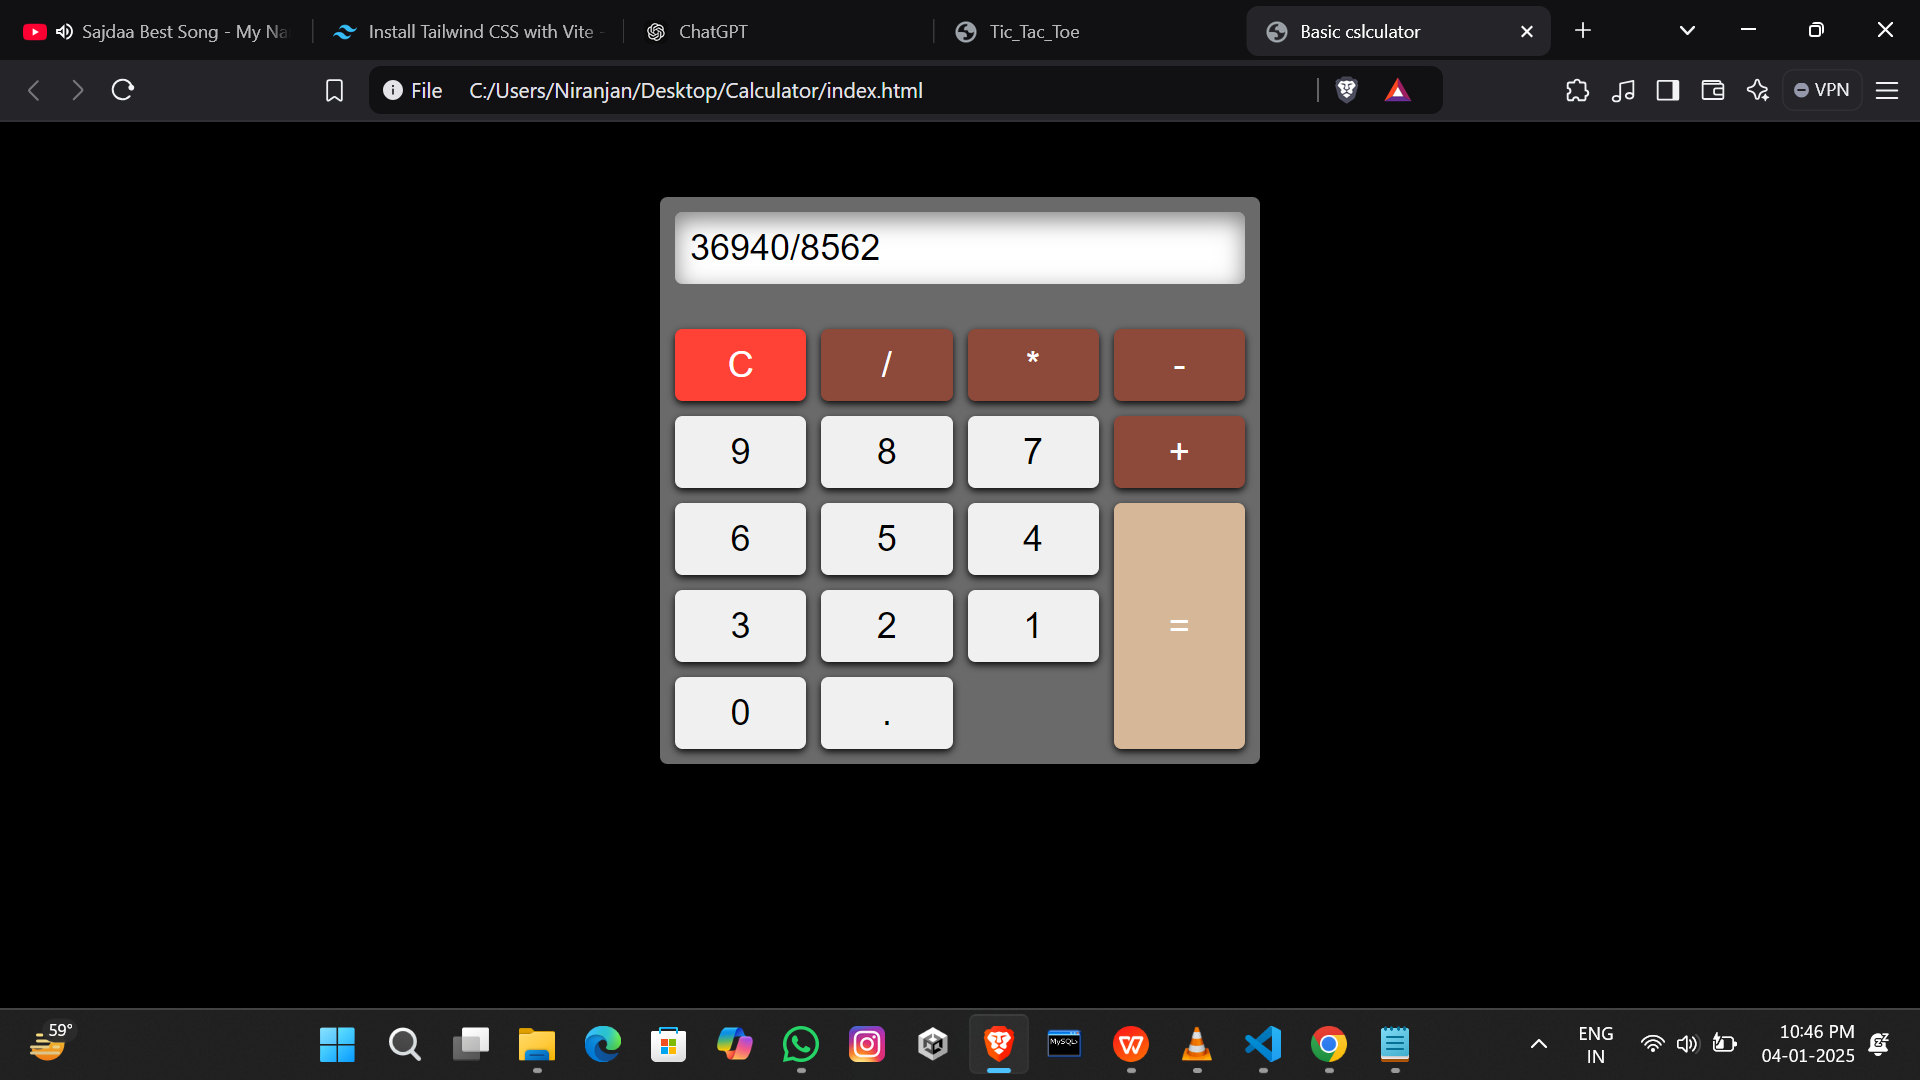 Sajdaa Best Song - My Na
Install Tailwind CSS with Vite -
ChatGPT
Tic_Tac_Toe
Basic cslculator
File C:/Users/Niranjan/Desktop/Calculator/index.html
VPN
36940/8562
C / * -
9 8 7 +
6 5 4
3 2 1 =
0 .
59°
MySQL
W
ENG
IN
10:46 PM
04-01-2025